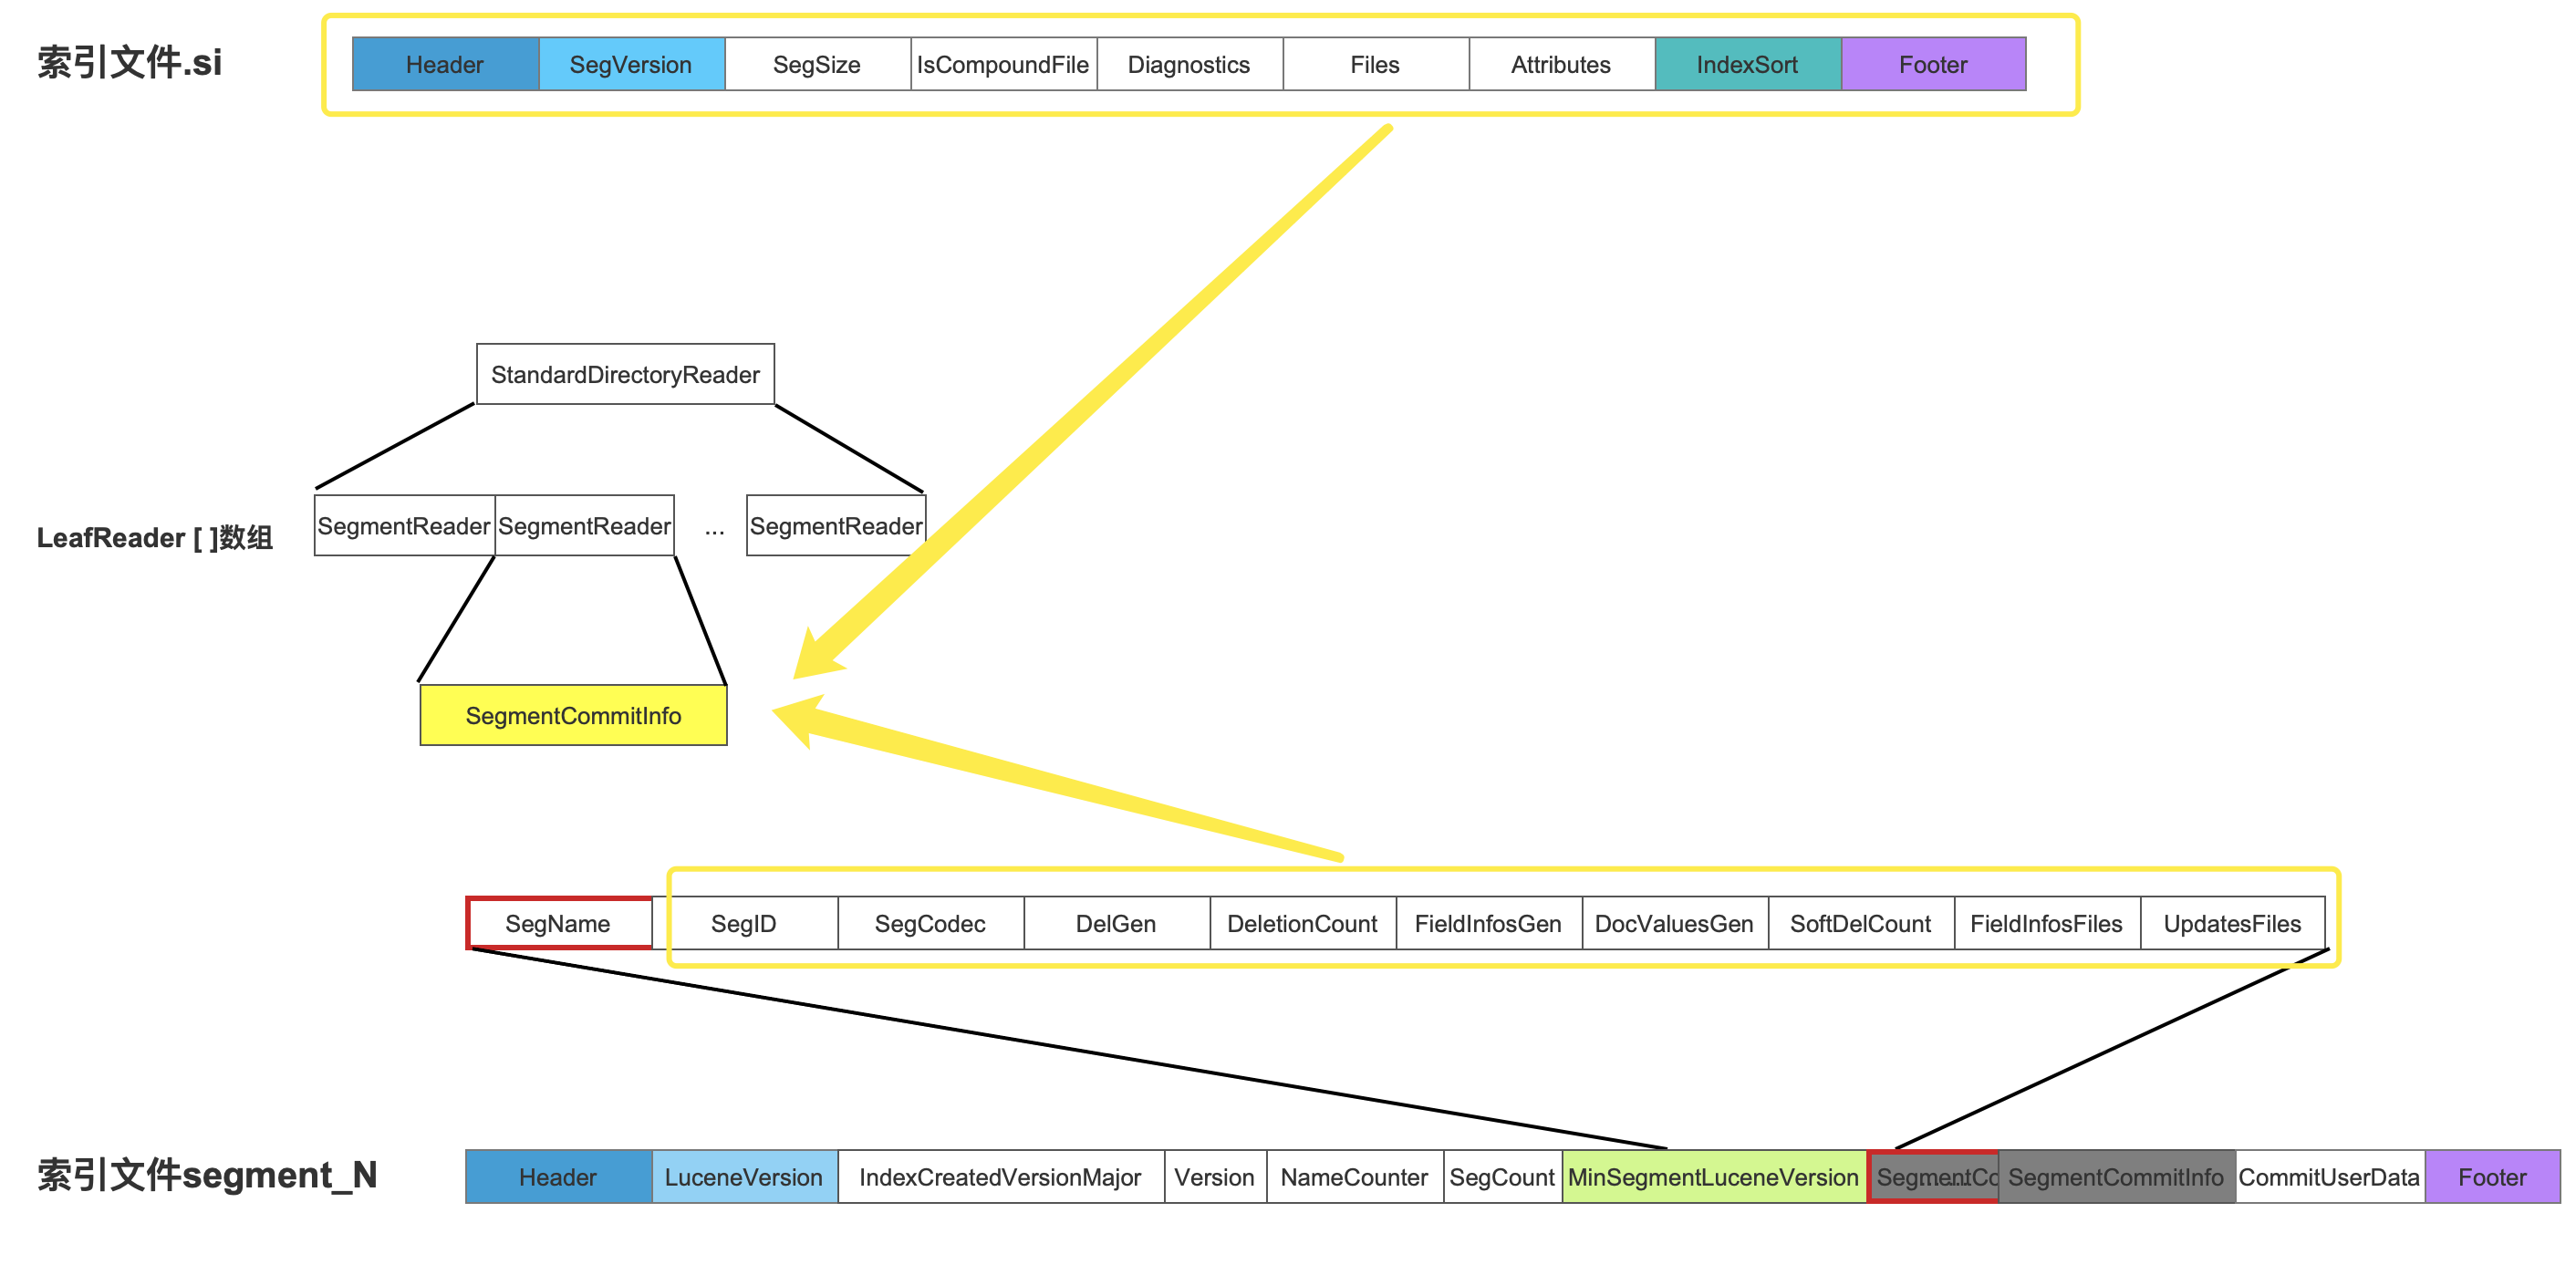 索引文件.si
Header SegVersion SegSize IsCompoundFile Diagnostics Files Attributes IndexSort Footer
StandardDirectoryReader
LeafReader [ ]数组
SegmentReader SegmentReader ... SegmentReader
SegmentCommitInfo
SegName SegID SegCodec DelGen DeletionCount FieldInfosGen DocValuesGen SoftDelCount FieldInfosFiles UpdatesFiles
索引文件segment_N
Header LuceneVersion IndexCreatedVersionMajor Version NameCounter SegCount MinSegmentLuceneVersion SegmentCo SegmentCommitInfo CommitUserData Footer